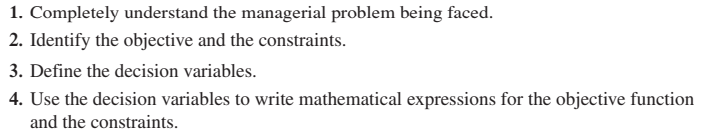 1. Completely understand the managerial problem being faced.
2. Identify the objective and the constraints.
3. Define the decision variables.
4. Use the decision variables to write mathematical expressions for the objective function
and the constraints.